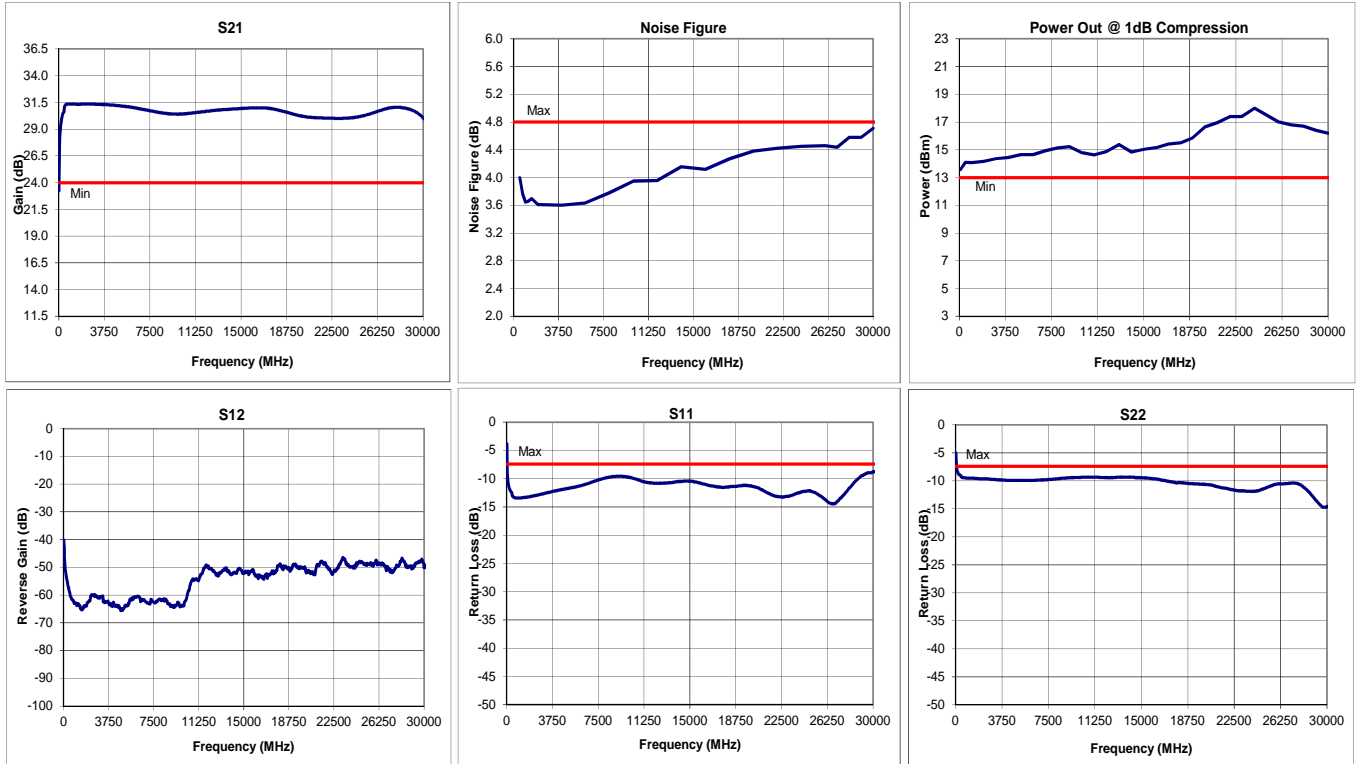 S21
36.5
34.0
31.5
29.0
26.5
24.0
21.5
19.0
16.5
14.0
11.5
Gain (dB)
Min
0 3750 7500 11250 15000 18750 22500 26250 30000
Frequency (MHz)
Noise Figure
6.0
5.6
5.2
4.8
4.4
4.0
3.6
3.2
2.8
2.4
2.0
Noise Figure (dB)
Max
0 3750 7500 11250 15000 18750 22500 26250 30000
Frequency (MHz)
Power Out @ 1dB Compression
23
21
19
17
15
13
11
9
7
5
3
Power (dBm)
Min
0 3750 7500 11250 15000 18750 22500 26250 30000
Frequency (MHz)
S12
0
-10
-20
-30
-40
-50
-60
-70
-80
-90
-100
Reverse Gain (dB)
0 3750 7500 11250 15000 18750 22500 26250 30000
Frequency (MHz)
S11
0
-5
-10
-15
-20
-25
-30
-35
-40
-45
-50
Return Loss (dB)
Max
0 3750 7500 11250 15000 18750 22500 26250 30000
Frequency (MHz)
S22
0
-5
-10
-15
-20
-25
-30
-35
-40
-45
-50
Return Loss (dB)
Max
0 3750 7500 11250 15000 18750 22500 26250 30000
Frequency (MHz)